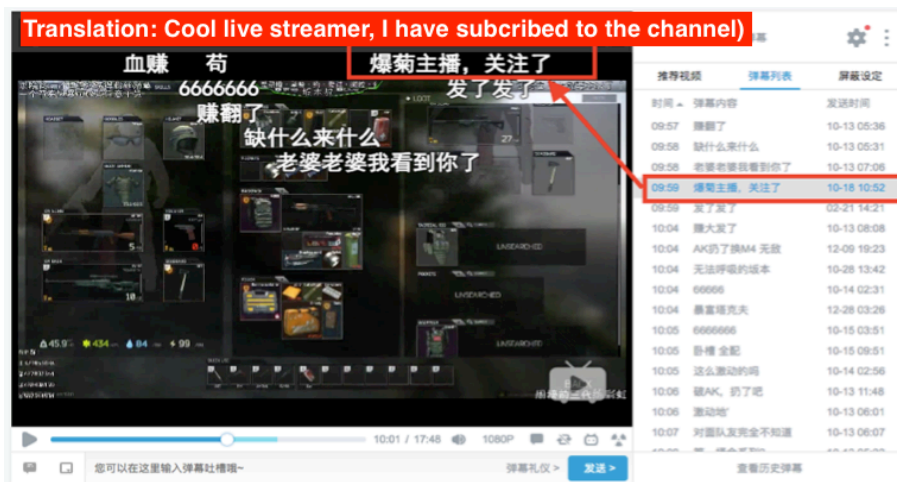 Translation: Cool live streamer, I have subcribed to the channel)
血赚 苟 爆菊主播，关注了
6666666 发了发了
赚翻了
缺什么来什么
老婆老婆我看到你了
LOOT
27
5
10
UNSEARCHED
UNSEARCHED
UNSEARCHED
45.9 434 84 99
10:01 / 17:48 1080P
您可以在这里输入弹幕吐槽哦~ 弹幕礼仪 > 发送 >
推荐视频 弹幕列表 屏蔽设定
时间 弹幕内容 发送时间
09:57 赚翻了 10-13 05:36
09:58 缺什么来什么 10-13 05:31
09:58 老婆老婆我看到你了 10-13 07:06
09:59 爆菊主播，关注了 10-18 10:52
09:59 发了发了 02-21 14:21
10:04 赚大发了 10-13 08:08
10:04 AK扔了换M4 无敌 12-09 19:23
10:04 无法呼吸的坂本 10-28 13:42
10:04 66666 10-14 02:31
10:04 暴富塔克夫 12-28 03:26
10:05 6666666 10-15 03:51
10:05 卧槽 全配 10-15 09:51
10:05 这么激动的吗 10-14 02:56
10:06 破AK，扔了吧 10-13 11:48
10:06 激动地' 10-13 06:01
10:07 对面队友完全不知道 10-13 06:07
查看历史弹幕